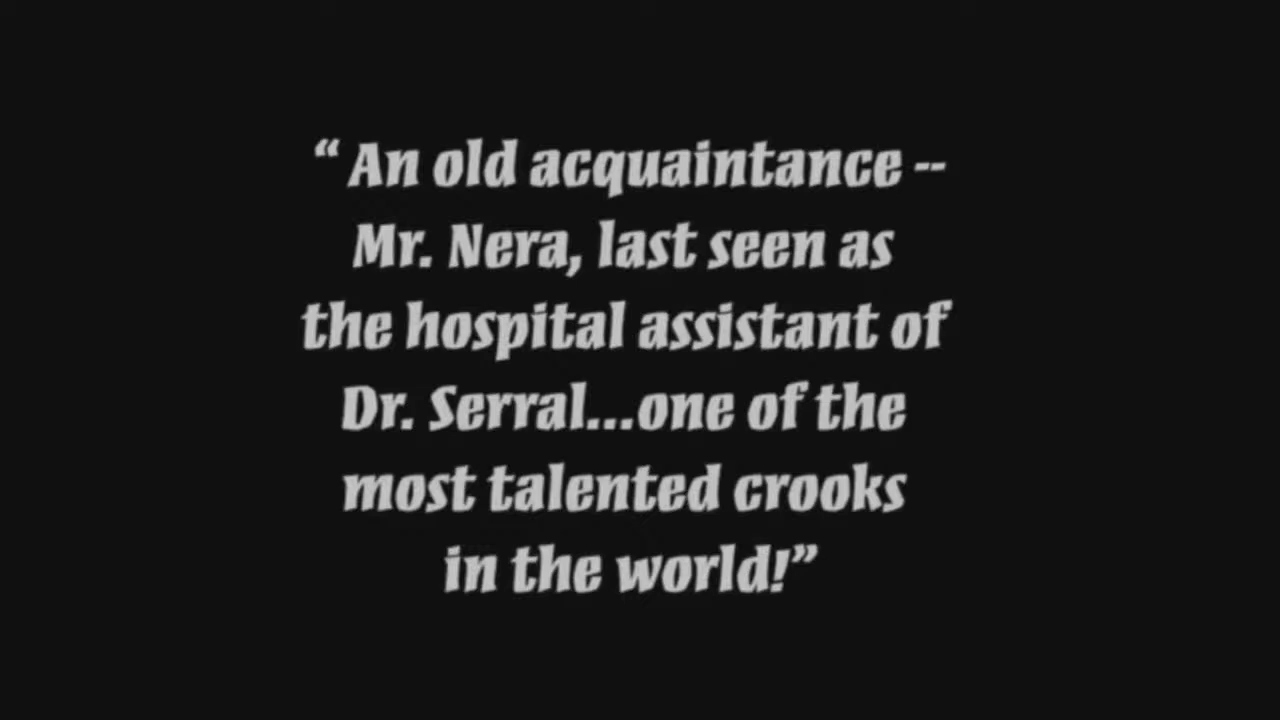 “ An old acquaintance --
Mr. Nera, last seen as
the hospital assistant of
Dr. Serral...one of the
most talented crooks
in the world!”